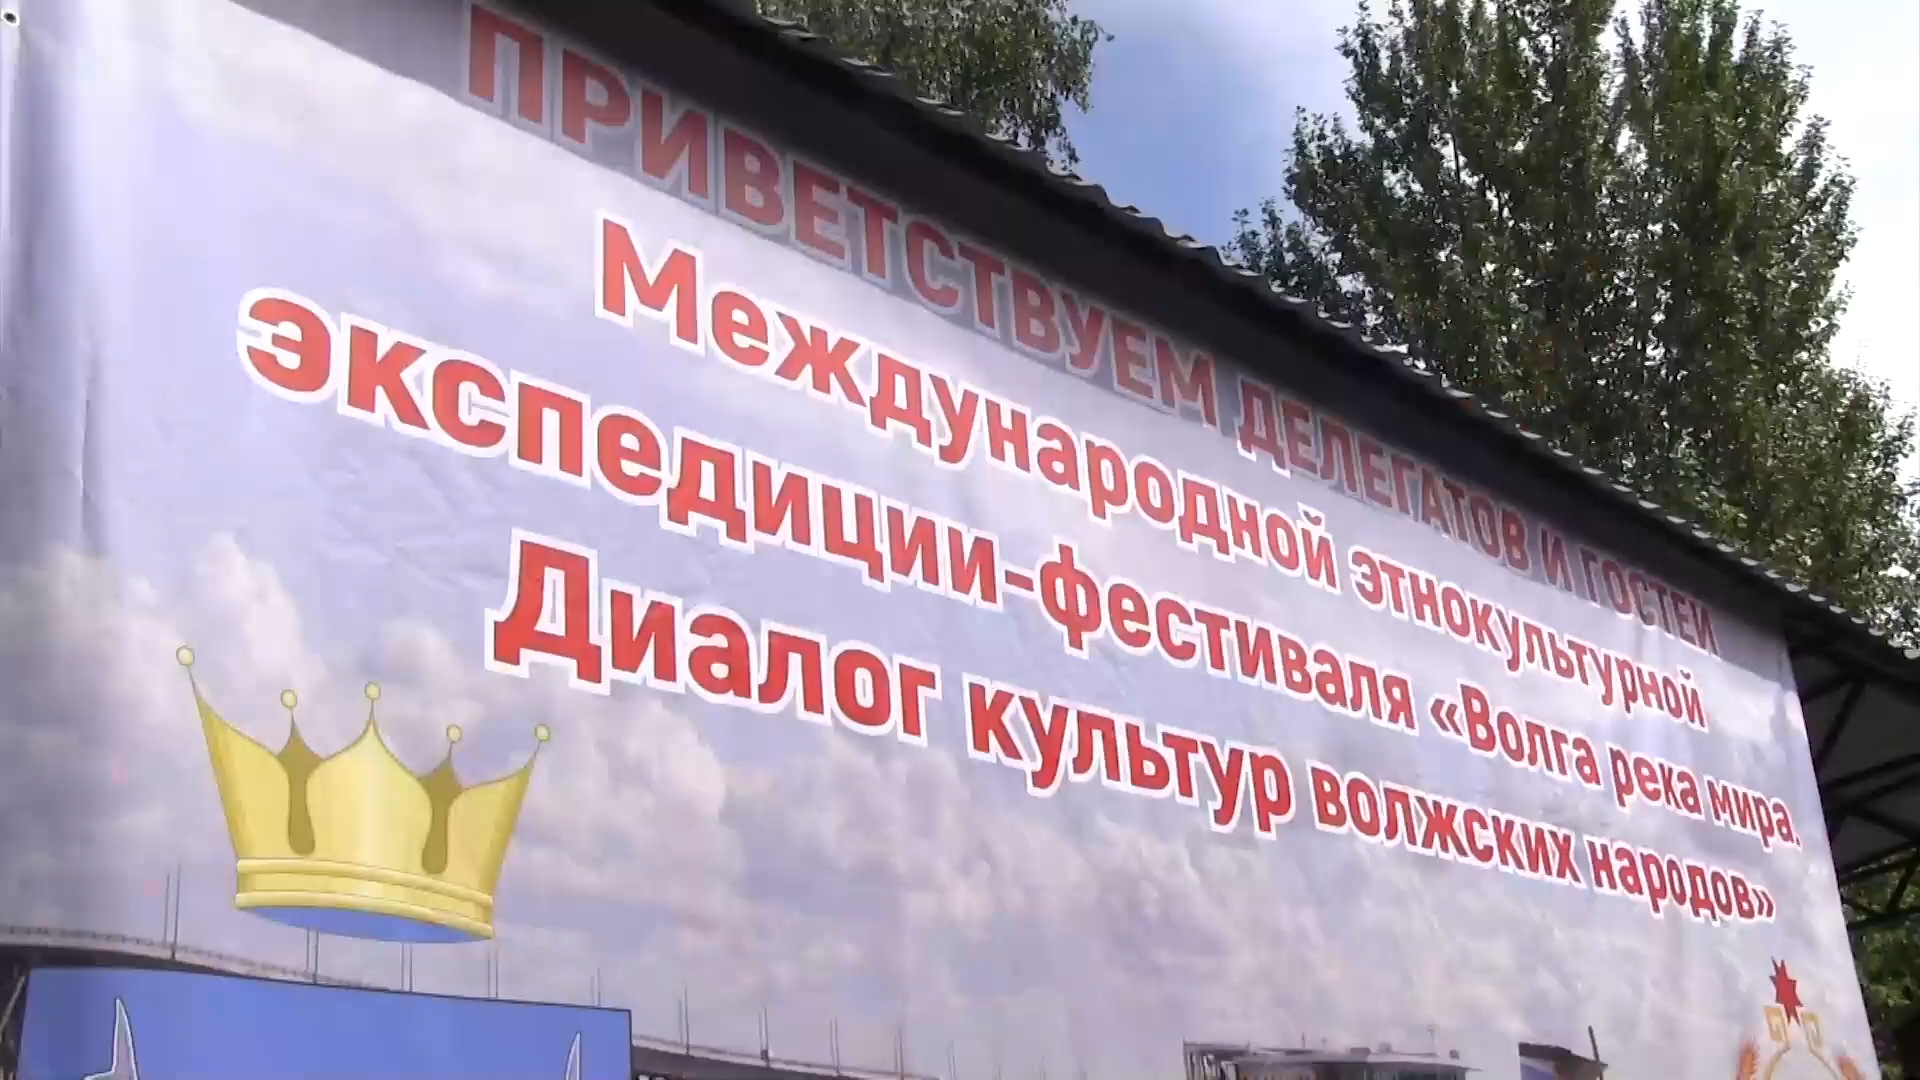 ПРИВЕТСТВУЕМ ДЕЛЕГАТОВ И ГОСТЕЙ
Международной этнокультурной
экспедиции-фестиваля «Волга река мира.
Диалог культур волжских народов»